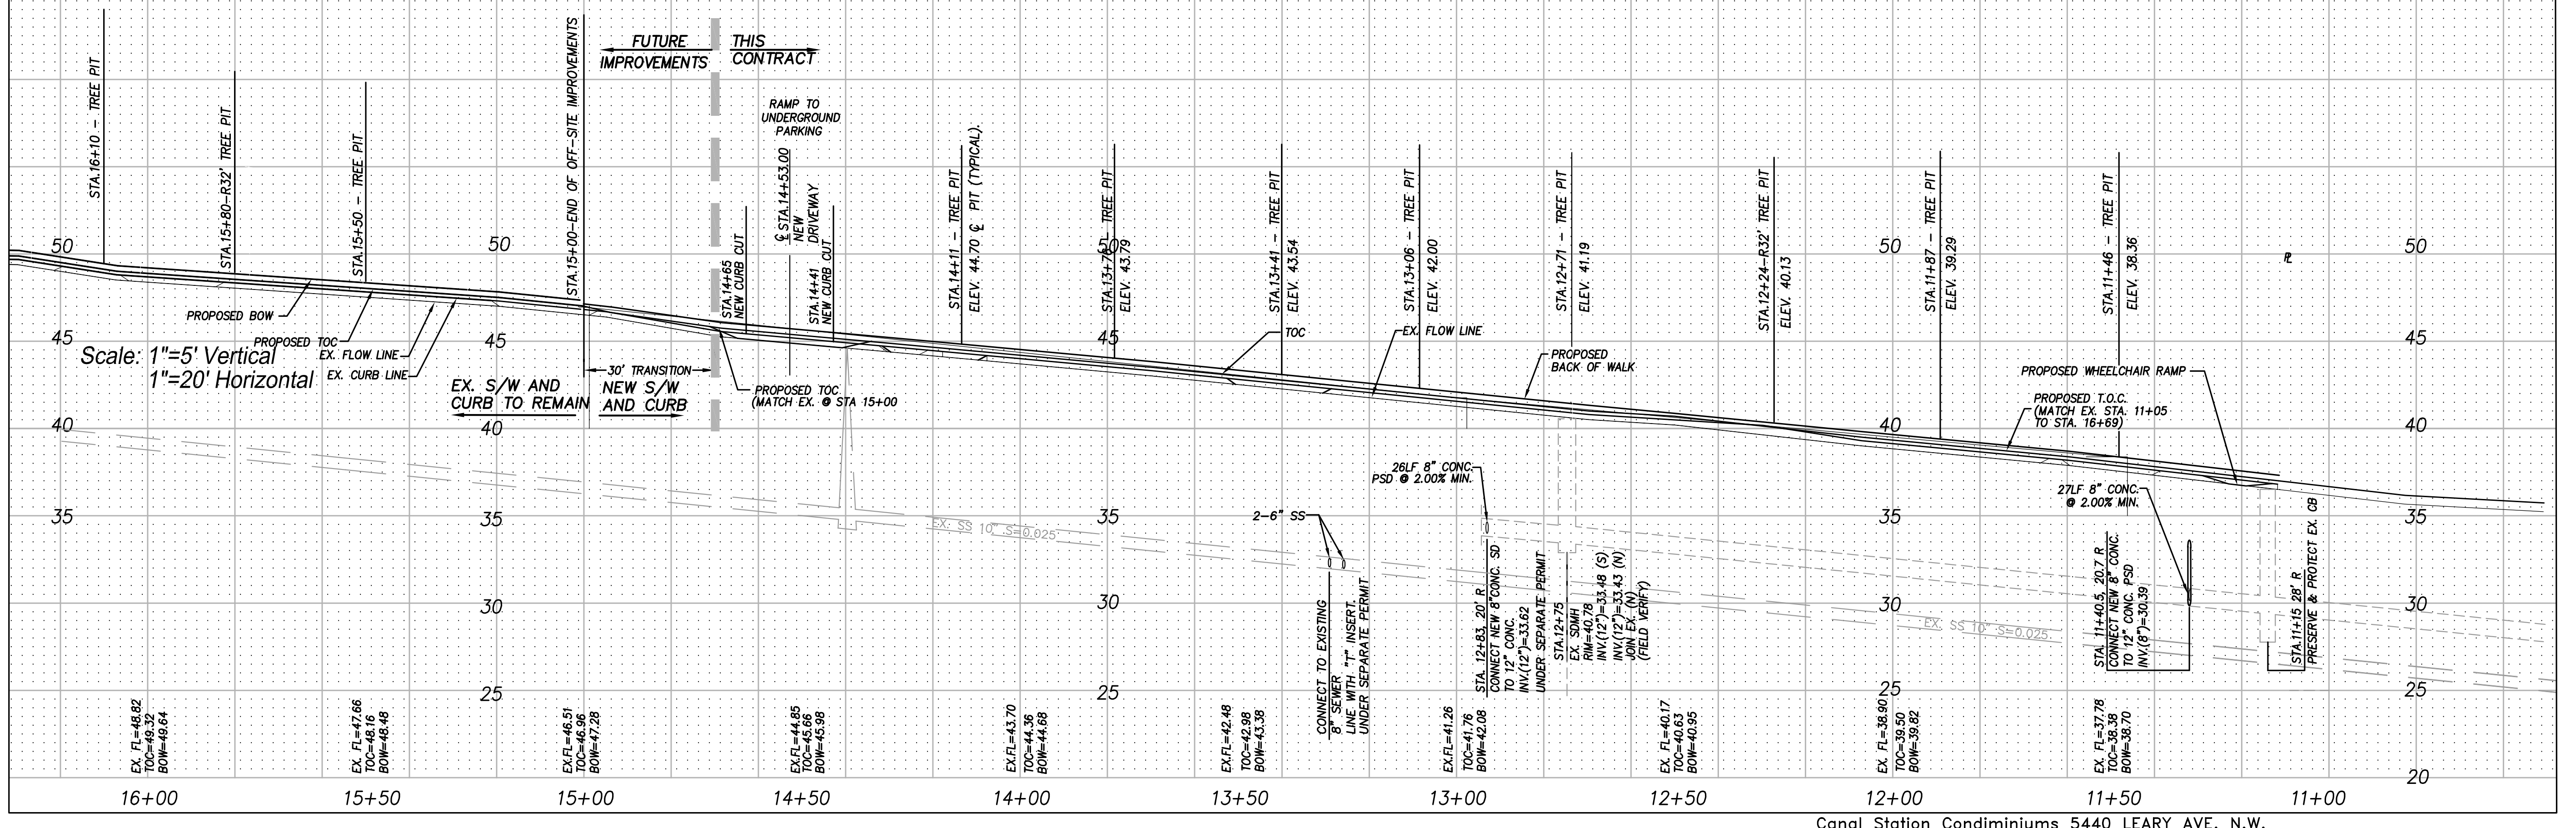 FUTURE
IMPROVEMENTS
THIS
CONTRACT
STA.16+10 - TREE PIT
STA.15+80-R32' TREE PIT
STA.15+50 - TREE PIT
STA.15+00-END OF OFF-SITE IMPROVEMENTS
RAMP TO
UNDERGROUND
PARKING
STA.14+65
NEW CURB CUT
℄ STA.14+53.00
NEW
DRIVEWAY
STA.14+41
NEW CURB CUT
STA.14+11 - TREE PIT
ELEV. 44.70 ℄ PIT (TYPICAL).
TREE PIT
ELEV. 43.79
STA.13+41 - TREE PIT
ELEV. 43.54
STA.13+06 - TREE PIT
ELEV. 42.00
STA.12+71 - TREE PIT
ELEV. 41.19
STA.12+24-R32' TREE PIT
ELEV. 40.13
STA.11+87 - TREE PIT
ELEV. 39.29
STA.11+46 - TREE PIT
ELEV. 38.36
℄
50
50
50
50
50
PROPOSED BOW
PROPOSED TOC
EX. FLOW LINE
EX. CURB LINE
Scale: 1"=5' Vertical
1"=20' Horizontal
45
45
45
45
45
EX. S/W AND
CURB TO REMAIN
30' TRANSITION
NEW S/W
AND CURB
PROPOSED TOC
(MATCH EX. @ STA 15+00
TOC
EX. FLOW LINE
PROPOSED
BACK OF WALK
PROPOSED WHEELCHAIR RAMP
PROPOSED T.O.C.
(MATCH EX. STA. 11+05
TO STA. 16+69)
40
40
40
40
26LF 8" CONC.
PSD @ 2.00% MIN.
27LF 8" CONC.
@ 2.00% MIN.
35
35
35
35
35
EX. SS 10" S=0.025
2-6" SS
CONNECT TO EXISTING
8" SEWER
LINE WITH "T" INSERT.
UNDER SEPARATE PERMIT
STA. 12+83, 20' R
CONNECT NEW 8"CONC. SD
TO 12" CONC.
INV.(12")=33.62
UNDER SEPARATE PERMIT
STA.12+75
EX. SDMH
RIM=40.78
INV.(12")=33.48 (S)
INV.(12")=33.43 (N)
JOIN EX. (N)
(FIELD VERIFY)
EX. SS 10" S=0.025
STA. 11+40.5, 20.7 R
CONNECT NEW 8" CONC.
TO 12" CONC. PSD
INV.(8")=30.39
STA.11+15 28' R
PRESERVE & PROTECT EX. CB
30
30
30
30
25
25
25
25
20
EX. FL=48.82
TOC=49.32
BOW=49.64
EX. FL=47.66
TOC=48.16
BOW=48.48
EX.FL=46.51
TOC=46.96
BOW=47.28
EX.FL=44.85
TOC=45.66
BOW=45.98
EX.FL=43.70
TOC=44.36
BOW=44.68
EX.FL=42.48
TOC=42.98
BOW=43.38
EX.FL=41.26
TOC=41.76
BOW=42.08
EX. FL=40.17
TOC=40.63
BOW=40.95
EX. FL=38.90
TOC=39.50
BOW=39.82
EX. FL=37.78
TOC=38.38
BOW=38.70
16+00
15+50
15+00
14+50
14+00
13+50
13+00
12+50
12+00
11+50
11+00
Canal Station Condiminiums 5440 LEARY AVE. N.W.